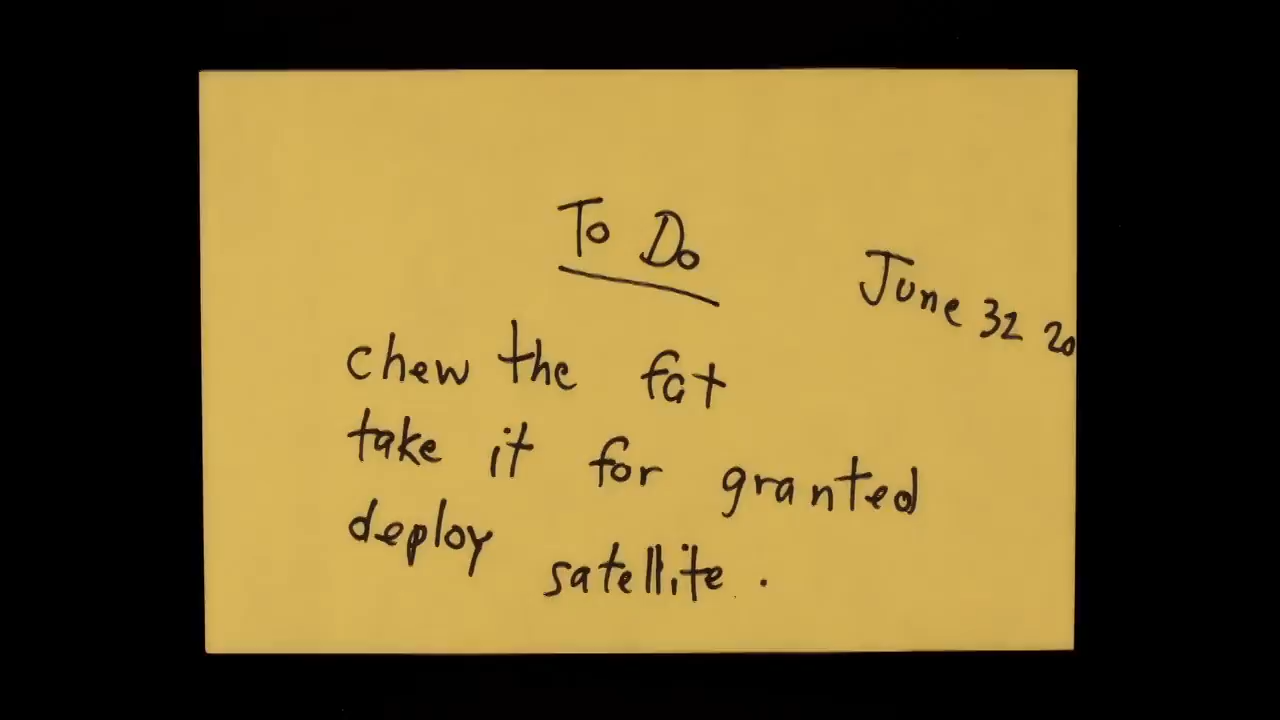 To Do
June 32 20
chew the fat
take it for granted
deploy satellite.